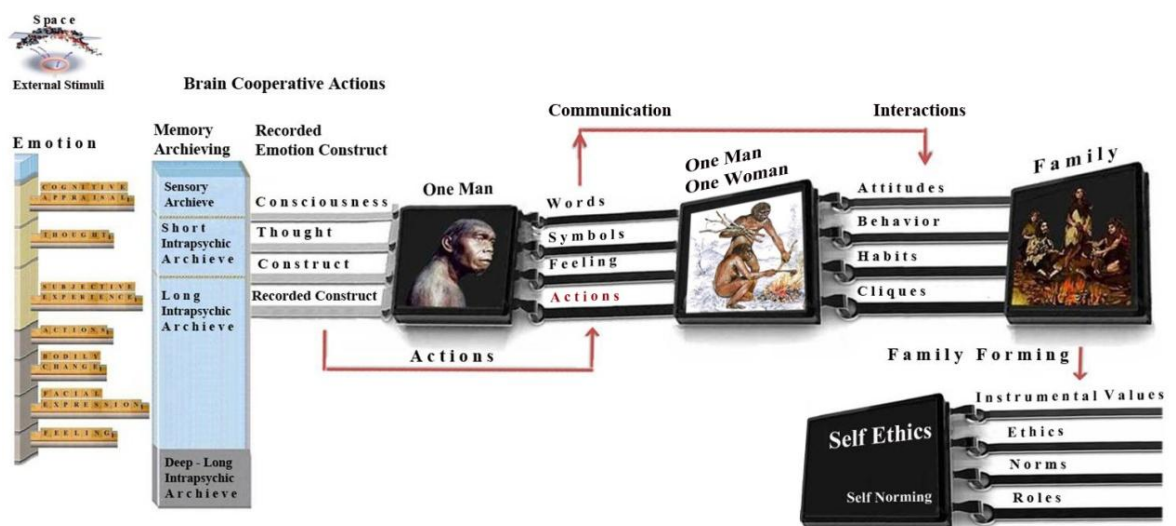 Space
External Stimuli
Brain Cooperative Actions
Communication
Interactions
Emotion
Memory
Archieving
Recorded
Emotion Construct
COGNITIVE
APPRAISAL
THOUGHT
SUBJECTIVE
EXPERIENCE
ACTIONS
BODILY
CHANGE
FACIAL
EXPRESSION
FEELING
Sensory
Archieve
Short
Intrapsychic
Archieve
Long
Intrapsychic
Archieve
Deep - Long
Intrapsychic
Archieve
Consciousness
Thought
Construct
Recorded Construct
One Man
Words
Symbols
Feeling
Actions
Actions
One Man
One Woman
Attitudes
Behavior
Habits
Cliques
Family
Family Forming
Self Ethics
Self Norming
Instrumental Values
Ethics
Norms
Roles